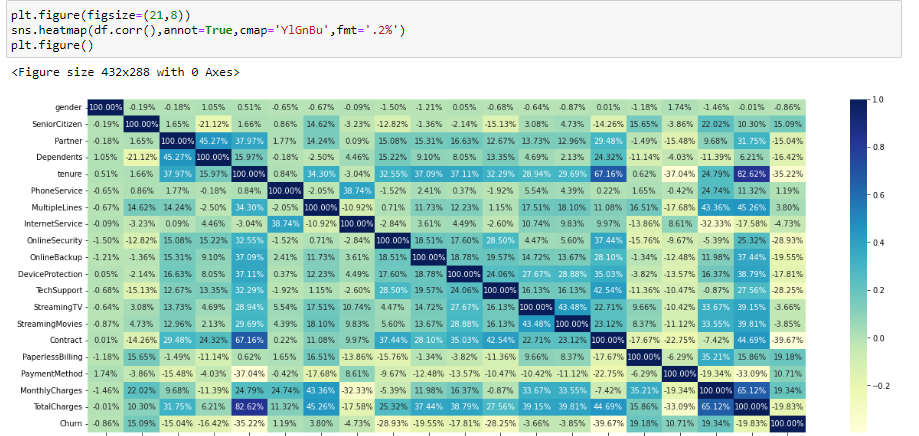 plt.figure(figsize=(21,8))
sns.heatmap(df.corr(),annot=True,cmap='YlGnBu',fmt='.2%')
plt.figure()
<Figure size 432x288 with 0 Axes>
gender 100.00% -0.19% -0.18% 1.05% 0.51% -0.65% -0.67% -0.09% -1.50% -1.21% 0.05% -0.68% -0.64% -0.87% 0.01% -1.18% 1.74% -1.46% -0.01% -0.86%
SeniorCitizen -0.19% 100.00% 1.65% -21.12% 1.66% 0.86% 14.62% -3.23% -12.82% -1.36% -2.14% -15.13% 3.08% 4.73% -14.26% 15.65% -3.86% 22.02% 10.30% 15.09%
Partner -0.18% 1.65% 100.00% 45.27% 37.97% 1.77% 14.24% 0.09% 15.08% 15.31% 16.63% 12.67% 13.73% 12.96% 29.48% -1.49% -15.48% 9.68% 31.75% -15.04%
Dependents 1.05% -21.12% 45.27% 100.00% 15.97% -0.18% -2.50% 4.46% 15.22% 9.10% 8.05% 13.35% 4.69% 2.13% 24.32% -11.14% -4.03% -11.39% 6.21% -16.42%
tenure 0.51% 1.66% 37.97% 15.97% 100.00% 0.84% 34.30% -3.04% 32.55% 37.09% 37.11% 32.29% 28.94% 29.69% 67.16% 0.62% -37.04% 24.79% 82.62% -35.22%
PhoneService -0.65% 0.86% 1.77% -0.18% 0.84% 100.00% -2.05% 38.74% -1.52% 2.41% 0.37% -1.92% 5.54% 4.39% 0.22% 1.65% -0.42% 24.74% 11.32% 1.19%
MultipleLines -0.67% 14.62% 14.24% -2.50% 34.30% -2.05% 100.00% -10.92% 0.71% 11.73% 12.23% 1.15% 17.51% 18.10% 11.08% 16.51% -17.68% 43.36% 45.26% 3.80%
InternetService -0.09% -3.23% 0.09% 4.46% -3.04% 38.74% -10.92% 100.00% -2.84% 3.61% 4.49% -2.60% 10.74% 9.83% 9.97% -13.86% 8.61% -32.33% -17.58% -4.73%
OnlineSecurity -1.50% -12.82% 15.08% 15.22% 32.55% -1.52% 0.71% -2.84% 100.00% 18.51% 17.60% 28.50% 4.47% 5.60% 37.44% -15.76% -9.67% -5.39% 25.32% -28.93%
OnlineBackup -1.21% -1.36% 15.31% 9.10% 37.09% 2.41% 11.73% 3.61% 18.51% 100.00% 18.78% 19.57% 14.72% 13.67% 28.10% -1.34% -12.48% 11.98% 37.44% -19.55%
DeviceProtection 0.05% -2.14% 16.63% 8.05% 37.11% 0.37% 12.23% 4.49% 17.60% 18.78% 100.00% 24.06% 27.67% 28.88% 35.03% -3.82% -13.57% 16.37% 38.79% -17.81%
TechSupport -0.68% -15.13% 12.67% 13.35% 32.29% -1.92% 1.15% -2.60% 28.50% 19.57% 24.06% 100.00% 16.13% 16.13% 42.54% -11.36% -10.47% -0.87% 27.56% -28.25%
StreamingTV -0.64% 3.08% 13.73% 4.69% 28.94% 5.54% 17.51% 10.74% 4.47% 14.72% 27.67% 16.13% 100.00% 43.48% 22.71% 9.66% -10.42% 33.67% 39.15% -3.66%
StreamingMovies -0.87% 4.73% 12.96% 2.13% 29.69% 4.39% 18.10% 9.83% 5.60% 13.67% 28.88% 16.13% 43.48% 100.00% 23.12% 8.37% -11.12% 33.55% 39.81% -3.85%
Contract 0.01% -14.26% 29.48% 24.32% 67.16% 0.22% 11.08% 9.97% 37.44% 28.10% 35.03% 42.54% 22.71% 23.12% 100.00% -17.67% -22.75% -7.42% 44.69% -39.67%
PaperlessBilling -1.18% 15.65% -1.49% -11.14% 0.62% 1.65% 16.51% -13.86% -15.76% -1.34% -3.82% -11.36% 9.66% 8.37% -17.67% 100.00% -6.29% 35.21% 15.86% 19.18%
PaymentMethod 1.74% -3.86% -15.48% -4.03% -37.04% -0.42% -17.68% 8.61% -9.67% -12.48% -13.57% -10.47% -10.42% -11.12% -22.75% -6.29% 100.00% -19.34% -33.09% 10.71%
MonthlyCharges -1.46% 22.02% 9.68% -11.39% 24.79% 24.74% 43.36% -32.33% -5.39% 11.98% 16.37% -0.87% 33.67% 33.55% -7.42% 35.21% -19.34% 100.00% 65.12% 19.34%
TotalCharges -0.01% 10.30% 31.75% 6.21% 82.62% 11.32% 45.26% -17.58% 25.32% 37.44% 38.79% 27.56% 39.15% 39.81% 44.69% 15.86% -33.09% 65.12% 100.00% -19.83%
Churn -0.86% 15.09% -15.04% -16.42% -35.22% 1.19% 3.80% -4.73% -28.93% -19.55% -17.81% -28.25% -3.66% -3.85% -39.67% 19.18% 10.71% 19.34% -19.83% 100.00%
1.0
0.8
0.6
0.4
0.2
0.0
-0.2